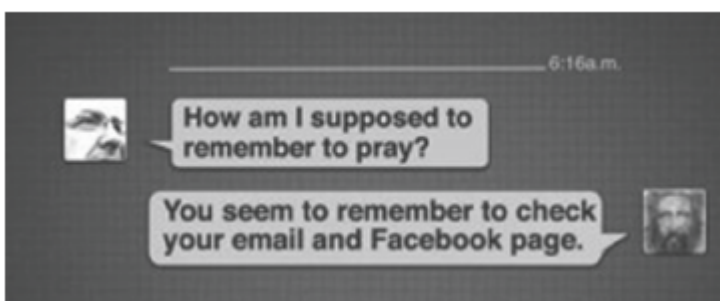 6:16a.m.
How am I supposed to
remember to pray?
You seem to remember to check
your email and Facebook page.